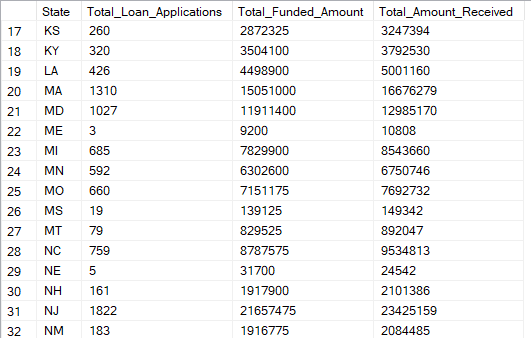 State Total_Loan_Applications Total_Funded_Amount Total_Amount_Received
17 KS 260 2872325 3247394
18 KY 320 3504100 3792530
19 LA 426 4498900 5001160
20 MA 1310 15051000 16676279
21 MD 1027 11911400 12985170
22 ME 3 9200 10808
23 MI 685 7829900 8543660
24 MN 592 6302600 6750746
25 MO 660 7151175 7692732
26 MS 19 139125 149342
27 MT 79 829525 892047
28 NC 759 8787575 9534813
29 NE 5 31700 24542
30 NH 161 1917900 2101386
31 NJ 1822 21657475 23425159
32 NM 183 1916775 2084485